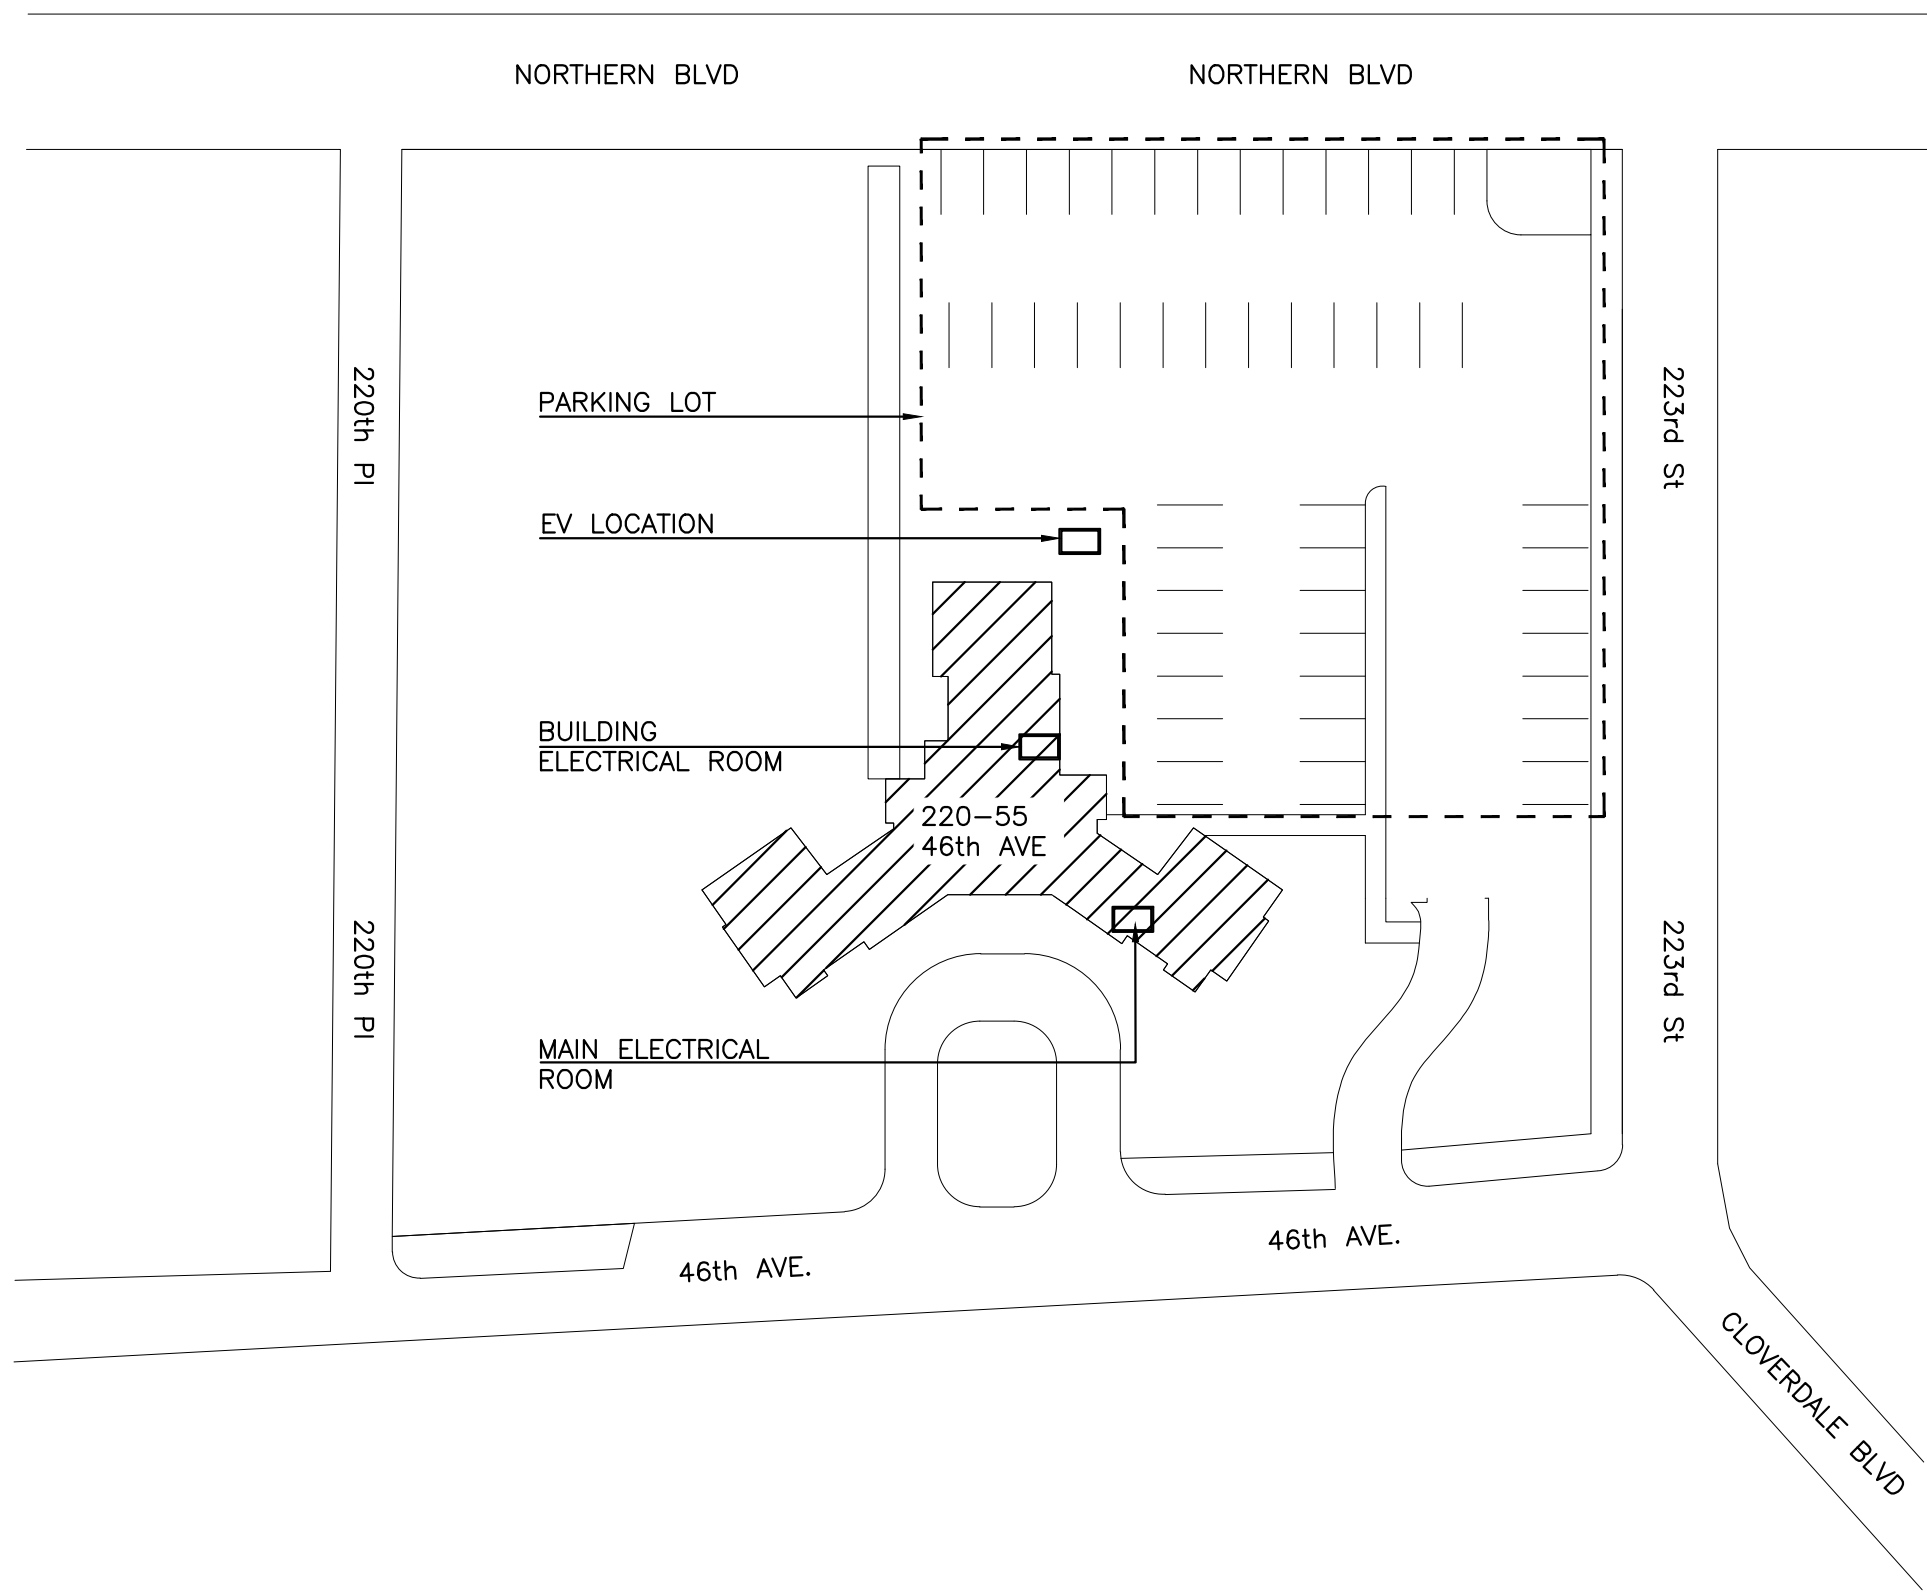 NORTHERN BLVD
NORTHERN BLVD
220th Pl
223rd St
PARKING LOT
EV LOCATION
BUILDING
ELECTRICAL ROOM
220-55
46th AVE
220th Pl
223rd St
MAIN ELECTRICAL
ROOM
46th AVE.
46th AVE.
CLOVERDALE BLVD